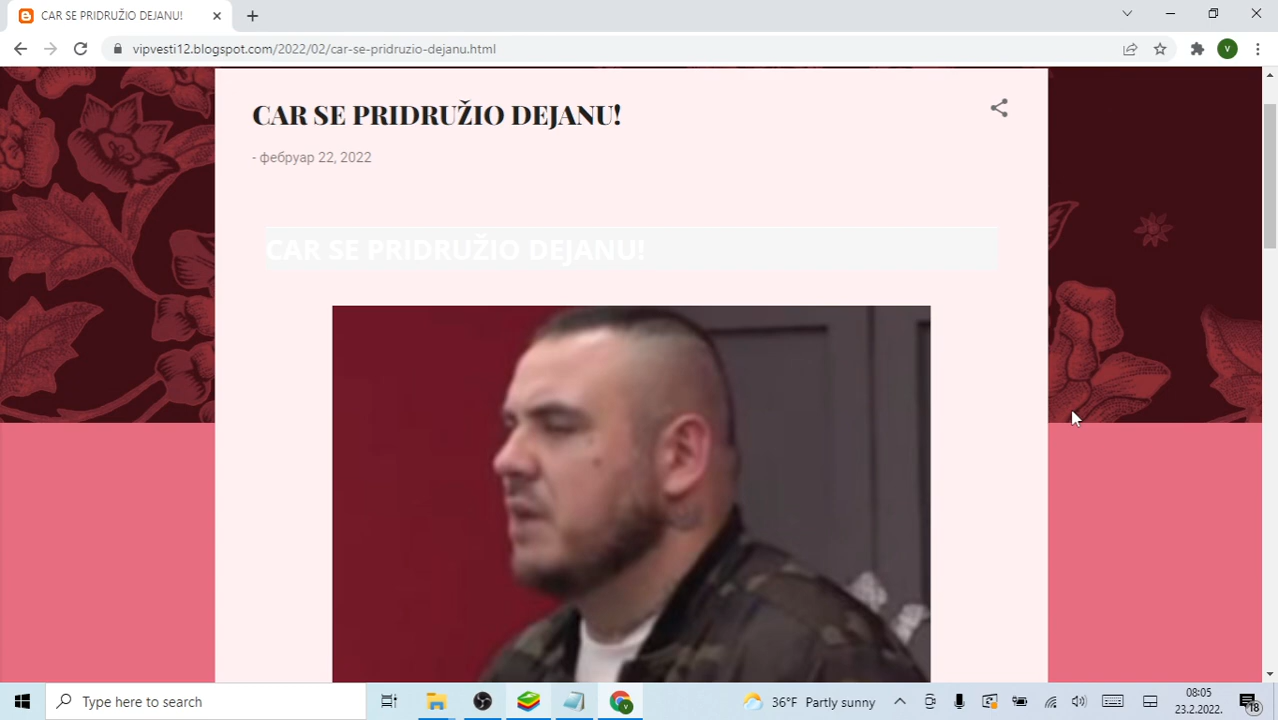 CAR SE PRIDRUŽIO DEJANU!
vipvesti12.blogspot.com/2022/02/car-se-pridruzio-dejanu.html
V
CAR SE PRIDRUŽIO DEJANU!
- фебруар 22, 2022
CAR SE PRIDRUŽIO DEJANU!
Type here to search
V
36°F Partly sunny
08:05
23.2.2022.
18